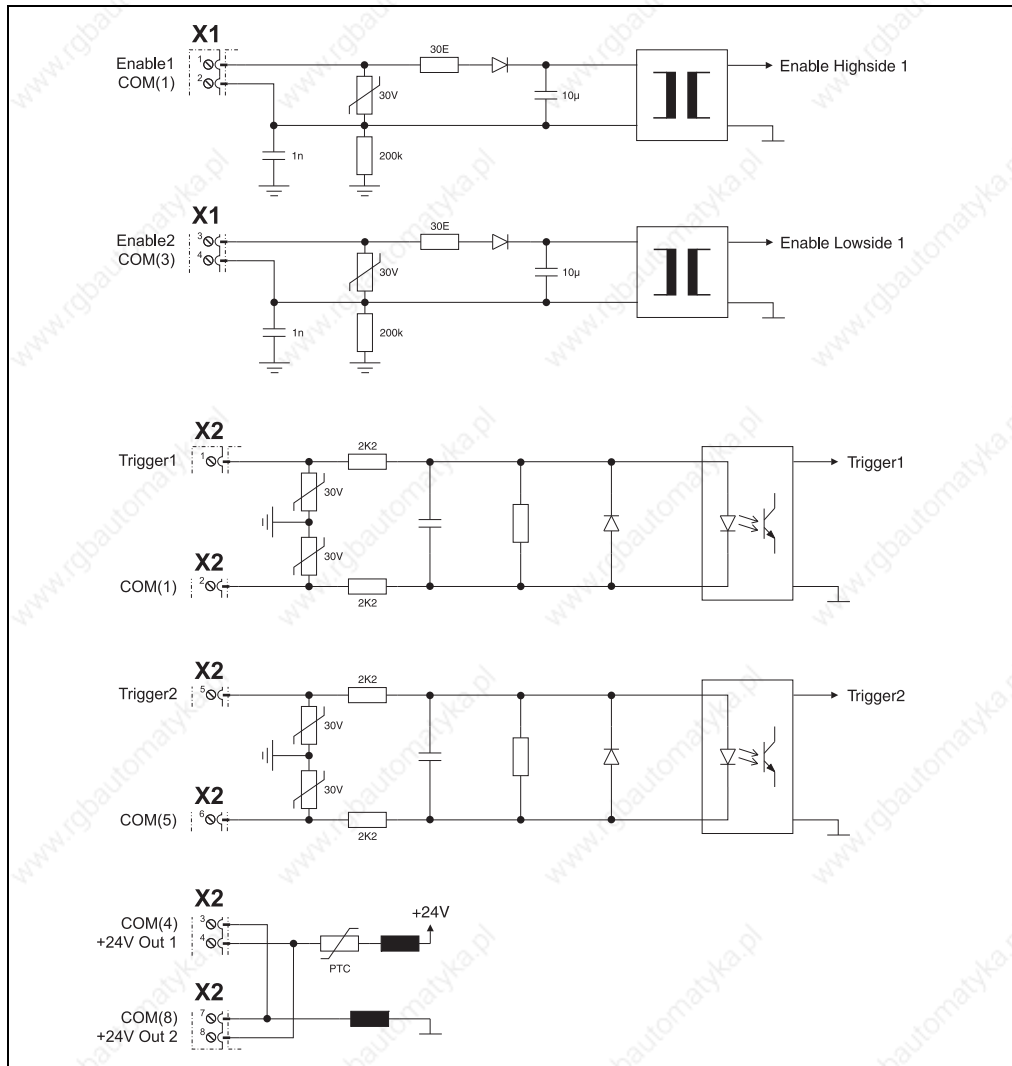 X1
Enable1 1 30E Enable Highside 1
COM(1) 2
30V 10µ
1n 200k
X1
Enable2 3 30E Enable Lowside 1
COM(3) 4
30V 10µ
1n 200k
X2
Trigger1 1 2K2 Trigger1
30V
30V
X2
COM(1) 2
2K2
X2
Trigger2 5 2K2 Trigger2
30V
30V
X2
COM(5) 6
2K2
X2
COM(4) 3 +24V
+24V Out 1 4
PTC
X2
COM(8) 7
+24V Out 2 8
www.rgbautomatyka.pl